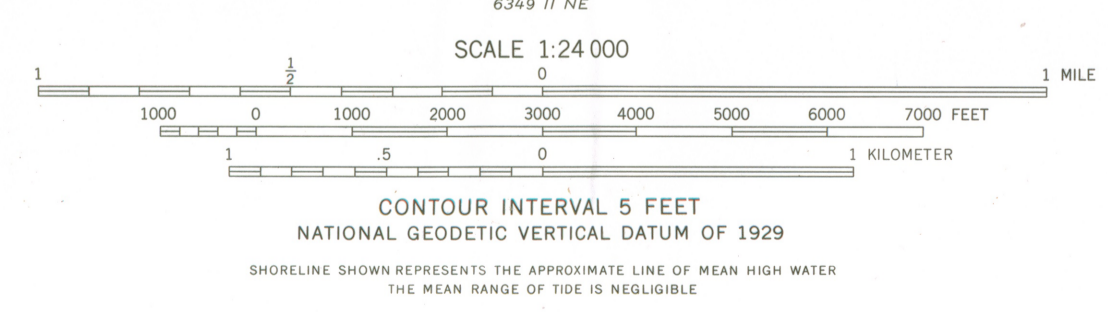 6349 II NE
SCALE 1:24 000
1 1/2 0 1 MILE
1000 0 1000 2000 3000 4000 5000 6000 7000 FEET
1 .5 0 1 KILOMETER
CONTOUR INTERVAL 5 FEET
NATIONAL GEODETIC VERTICAL DATUM OF 1929
SHORELINE SHOWN REPRESENTS THE APPROXIMATE LINE OF MEAN HIGH WATER
THE MEAN RANGE OF TIDE IS NEGLIGIBLE